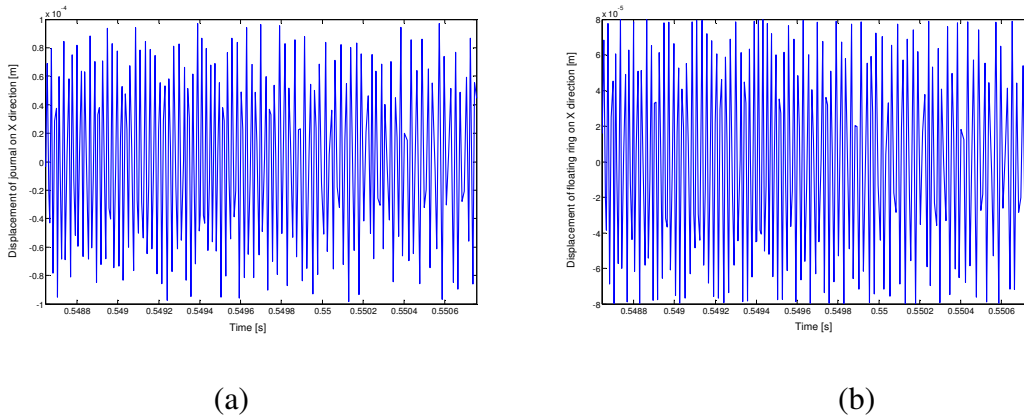 x 10⁻⁴
1
0.8
0.6
0.4
0.2
0
-0.2
-0.4
-0.6
-0.8
-1
Displacement of journal on X direction [m]
0.5488 0.549 0.5492 0.5494 0.5496 0.5498 0.55 0.5502 0.5504 0.5506
Time [s]
(a)
x 10⁻⁵
8
6
4
2
0
-2
-4
-6
-8
Displacement of floating ring on X direction [m]
0.5488 0.549 0.5492 0.5494 0.5496 0.5498 0.55 0.5502 0.5504 0.5506
Time [s]
(b)